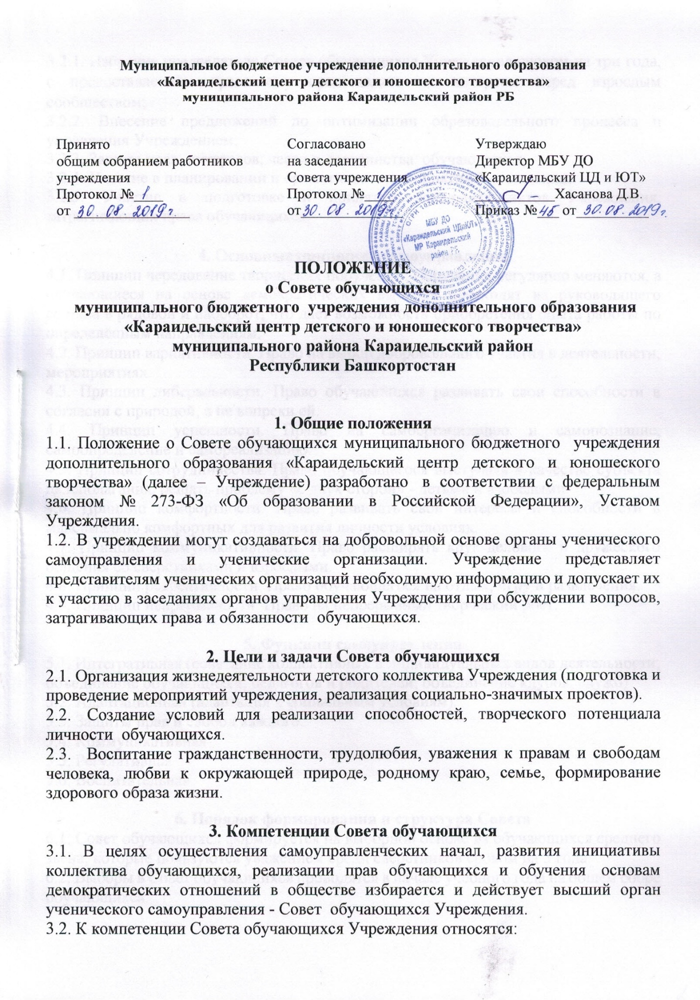 Муниципальное бюджетное учреждение дополнительного образования
«Караидельский центр детского и юношеского творчества»
муниципального района Караидельский район РБ
Принято
общим собранием работников
учреждения
Протокол № 1
от 30.08.2019 г
Согласовано
на заседании
Совета учреждения
Протокол № 1
от 30.08.2019
Утверждаю
Директор МБУ ДО
«Караидельский ЦД и ЮТ»
Хасанова Д.В.
Приказ № 45 от 30.08.2019 г.
МБУ ДО
«Караидельский ЦДиЮТ»
МР Караидельский
район РБ
ПОЛОЖЕНИЕ
о Совете обучающихся
муниципального бюджетного учреждения дополнительного образования
«Караидельский центр детского и юношеского творчества»
муниципального района Караидельский район
Республики Башкортостан
1. Общие положения
1.1. Положение о Совете обучающихся муниципального бюджетного учреждения
дополнительного образования «Караидельский центр детского и юношеского
творчества» (далее – Учреждение) разработано в соответствии с федеральным
законом № 273-ФЗ «Об образовании в Российской Федерации», Уставом
Учреждения.
1.2. В учреждении могут создаваться на добровольной основе органы ученического
самоуправления и ученические организации. Учреждение представляет
представителям ученических организаций необходимую информацию и допускает их
к участию в заседаниях органов управления Учреждения при обсуждении вопросов,
затрагивающих права и обязанности обучающихся.
2. Цели и задачи Совета обучающихся
2.1. Организация жизнедеятельности детского коллектива Учреждения (подготовка и
проведение мероприятий учреждения, реализация социально-значимых проектов).
2.2. Создание условий для реализации способностей, творческого потенциала
личности обучающихся.
2.3. Воспитание гражданственности, трудолюбия, уважения к правам и свободам
человека, любви к окружающей природе, родному краю, семье, формирование
здорового образа жизни.
3. Компетенции Совета обучающихся
3.1. В целях осуществления самоуправленческих начал, развития инициативы
коллектива обучающихся, реализации прав обучающихся и обучения основам
демократических отношений в обществе избирается и действует высший орган
ученического самоуправления - Совет обучающихся Учреждения.
3.2. К компетенции Совета обучающихся Учреждения относятся: